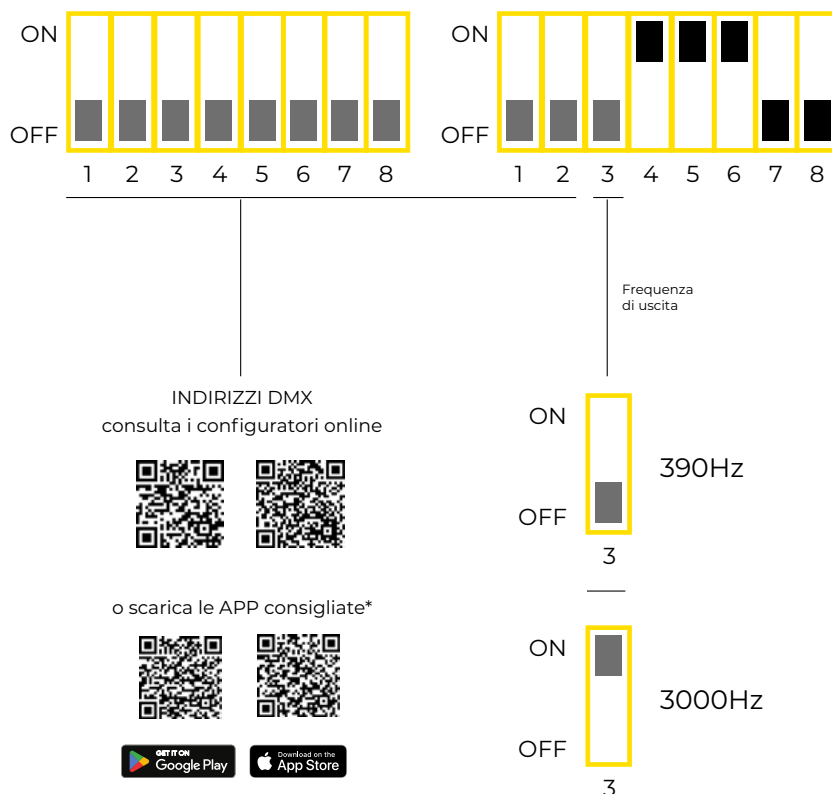 ON
OFF
1 2 3 4 5 6 7 8
ON
OFF
1 2 3 4 5 6 7 8
Frequenza
di uscita
INDIRIZZI DMX
consulta i configuratori online
o scarica le APP consigliate*
GET IT ON
Google Play
Download on the
App Store
ON
OFF
3
390Hz
ON
OFF
3
3000Hz